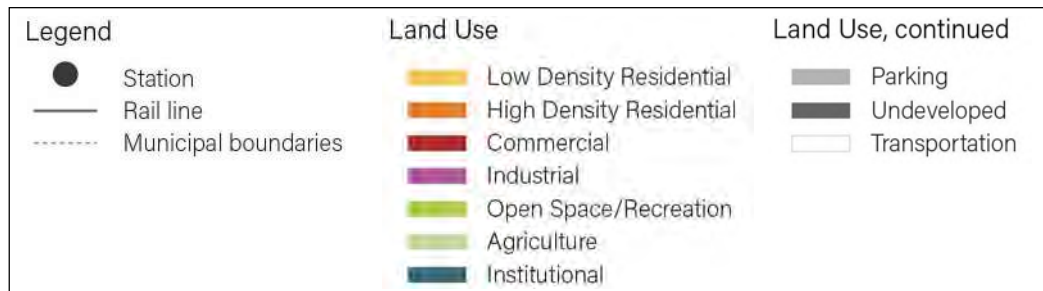 Legend
Station
Rail line
Municipal boundaries
Land Use
Low Density Residential
High Density Residential
Commercial
Industrial
Open Space/Recreation
Agriculture
Institutional
Land Use, continued
Parking
Undeveloped
Transportation